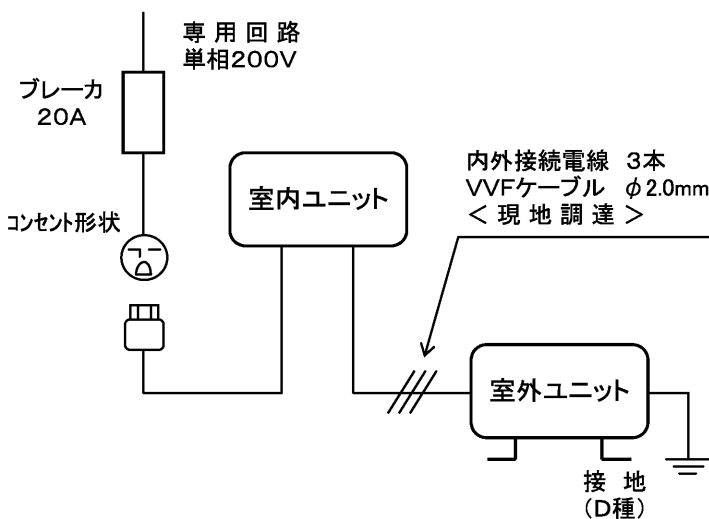 専用回路
単相200V
ブレーカ
20A
コンセント形状
室内ユニット
内外接続電線 3本
VVFケーブル φ2.0mm
＜現地調達＞
室外ユニット
接地
（D種）